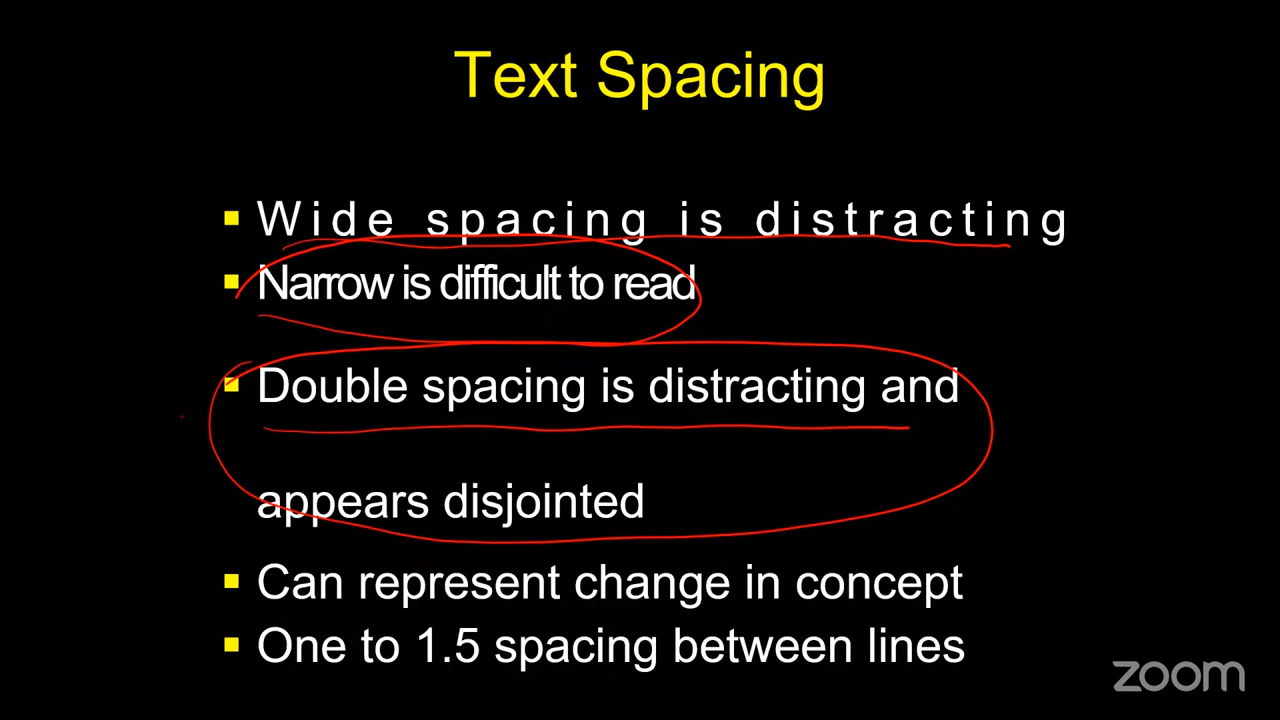 Text Spacing
Wide spacing is distracting
Narrow is difficult to read
Double spacing is distracting and
appears disjointed
Can represent change in concept
One to 1.5 spacing between lines
zoom